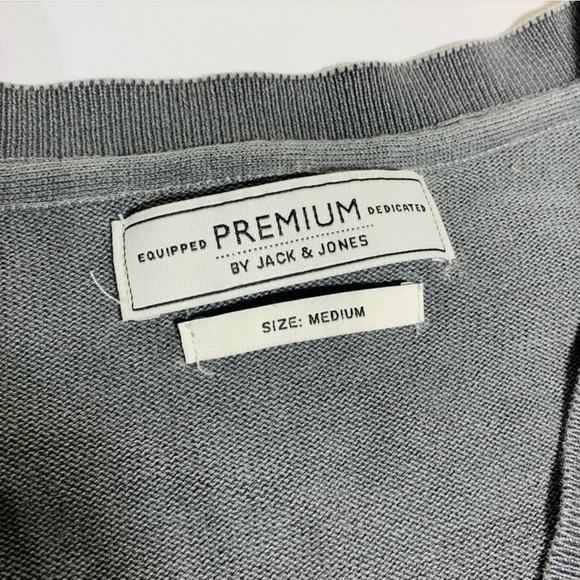 EQUIPPED PREMIUM DEDICATED
BY JACK & JONES
SIZE: MEDIUM